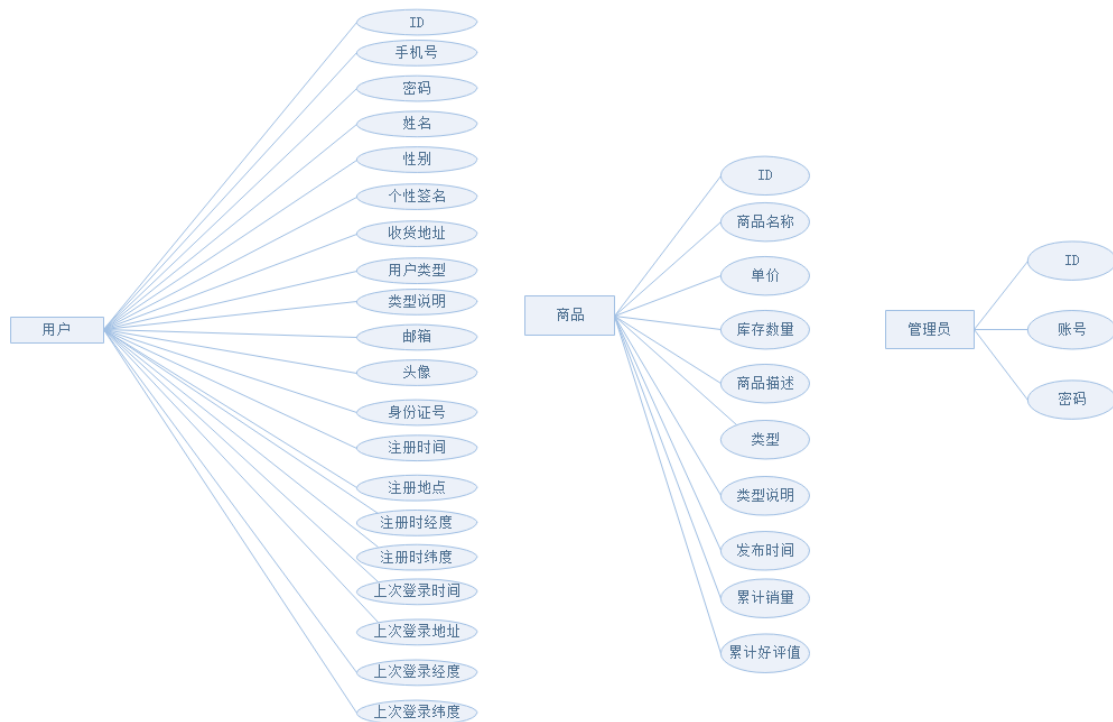 用户
ID
手机号
密码
姓名
性别
个性签名
收货地址
用户类型
类型说明
邮箱
头像
身份证号
注册时间
注册地点
注册时经度
注册时纬度
上次登录时间
上次登录地址
上次登录经度
上次登录纬度
商品
ID
商品名称
单价
库存数量
商品描述
类型
类型说明
发布时间
累计销量
累计好评值
管理员
ID
账号
密码